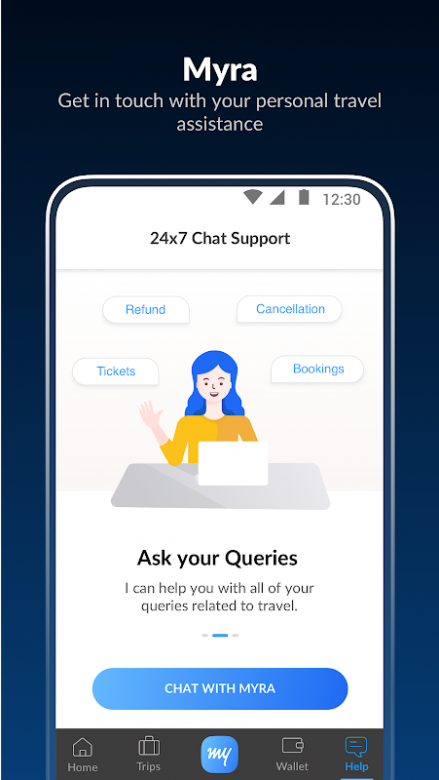 Myra
Get in touch with your personal travel
assistance
12:30
24x7 Chat Support
Refund
Cancellation
Tickets
Bookings
Ask your Queries
I can help you with all of your
queries related to travel.
CHAT WITH MYRA
Home
Trips
my
Wallet
Help